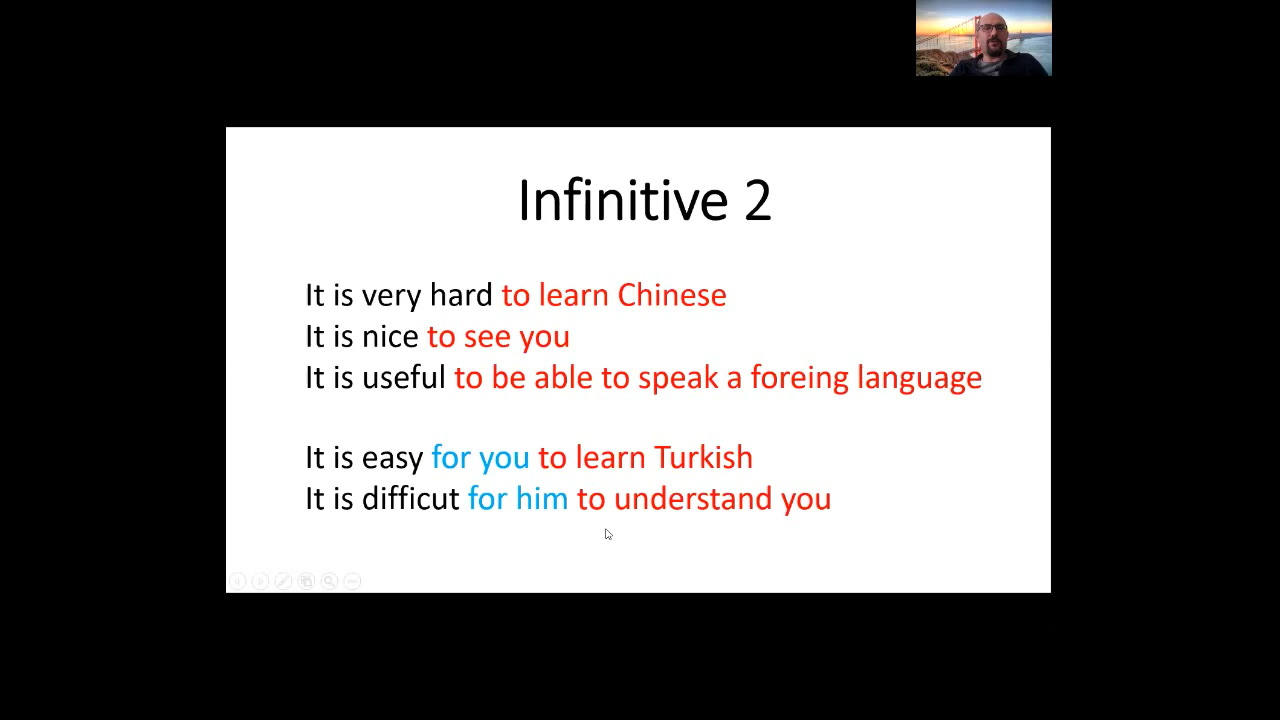 Infinitive 2
It is very hard to learn Chinese
It is nice to see you
It is useful to be able to speak a foreing language
It is easy for you to learn Turkish
It is difficut for him to understand you